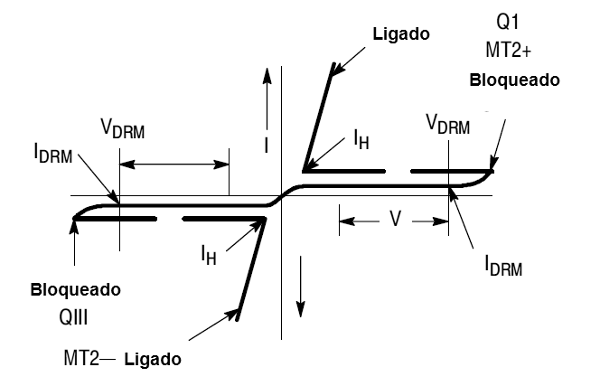 Q1
MT2+
Bloqueado
Ligado
VDRM
IDRM
I
IH
VDRM
V
IH
IDRM
Bloqueado
QIII
MT2— Ligado